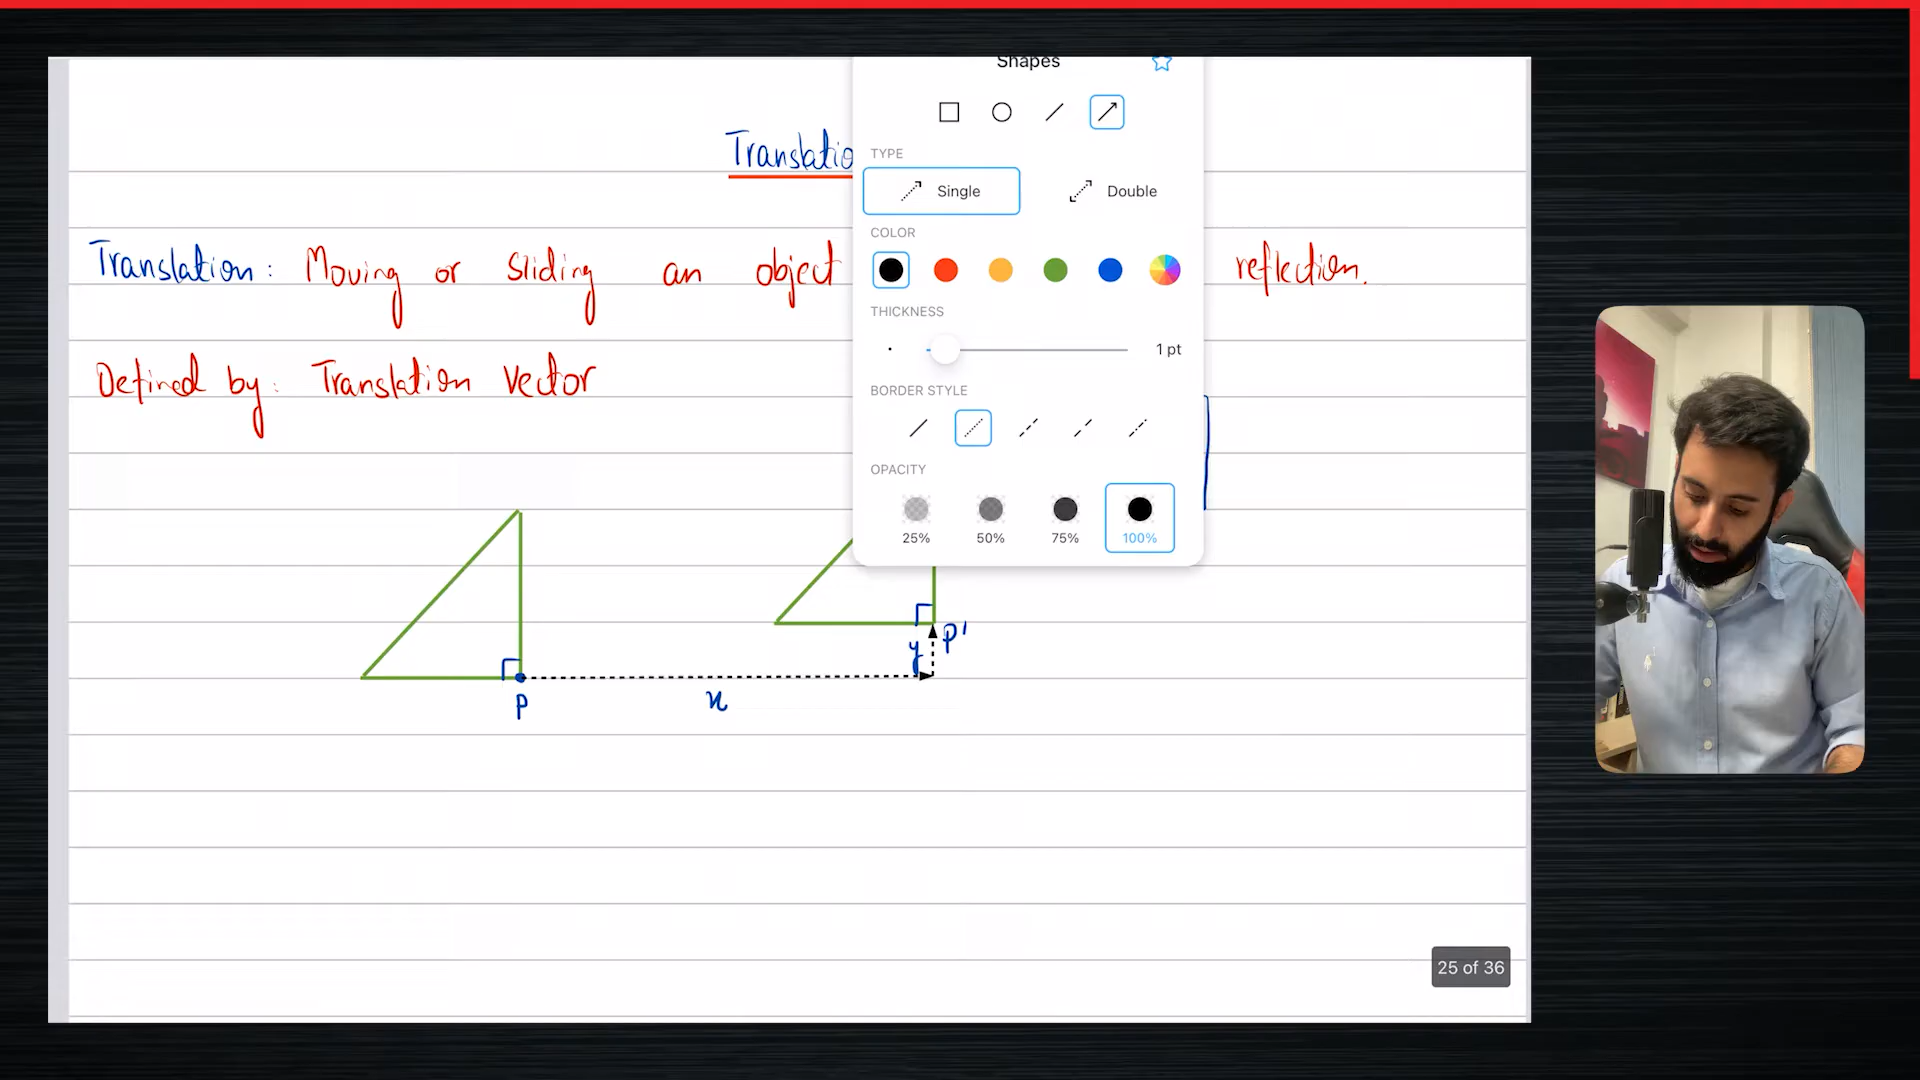 Shapes
Translatio
TYPE
Single Double
COLOR
Translation: Moving or sliding an object reflection.
THICKNESS
1 pt
Defined by: Translation Vector
BORDER STYLE
OPACITY
25% 50% 75% 100%
y P'
P x
25 of 36